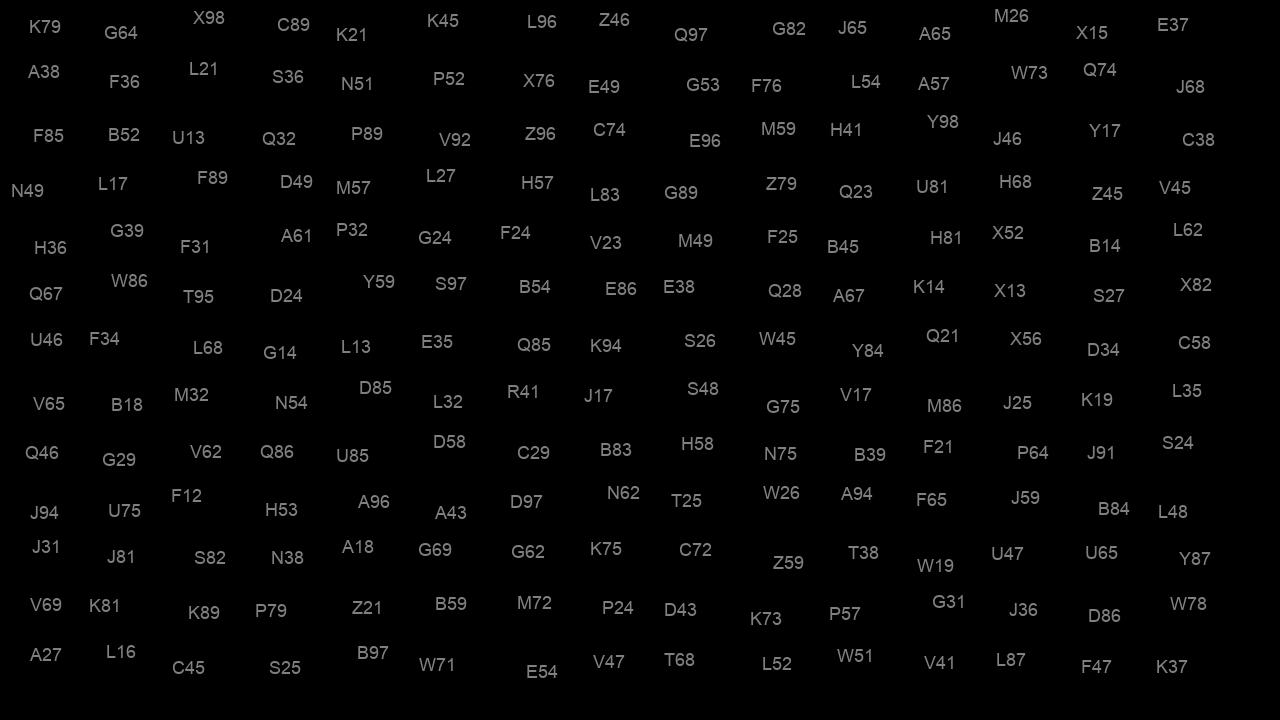 K79 G64 X98 C89 K21 K45 L96 Z46 Q97 G82 J65 A65 M26 X15 E37
A38 F36 L21 S36 N51 P52 X76 E49 G53 F76 L54 A57 W73 Q74 J68
F85 B52 U13 Q32 P89 V92 Z96 C74 E96 M59 H41 Y98 J46 Y17 C38
N49 L17 F89 D49 M57 L27 H57 L83 G89 Z79 Q23 U81 H68 Z45 V45
H36 G39 F31 A61 P32 G24 F24 V23 M49 F25 B45 H81 X52 B14 L62
Q67 W86 T95 D24 Y59 S97 B54 E86 E38 Q28 A67 K14 X13 S27 X82
U46 F34 L68 G14 L13 E35 Q85 K94 S26 W45 Y84 Q21 X56 D34 C58
V65 B18 M32 N54 D85 L32 R41 J17 S48 G75 V17 M86 J25 K19 L35
Q46 G29 V62 Q86 U85 D58 C29 B83 H58 N75 B39 F21 P64 J91 S24
J94 U75 F12 H53 A96 A43 D97 N62 T25 W26 A94 F65 J59 B84 L48
J31 J81 S82 N38 A18 G69 G62 K75 C72 Z59 T38 W19 U47 U65 Y87
V69 K81 K89 P79 Z21 B59 M72 P24 D43 K73 P57 G31 J36 D86 W78
A27 L16 C45 S25 B97 W71 E54 V47 T68 L52 W51 V41 L87 F47 K37